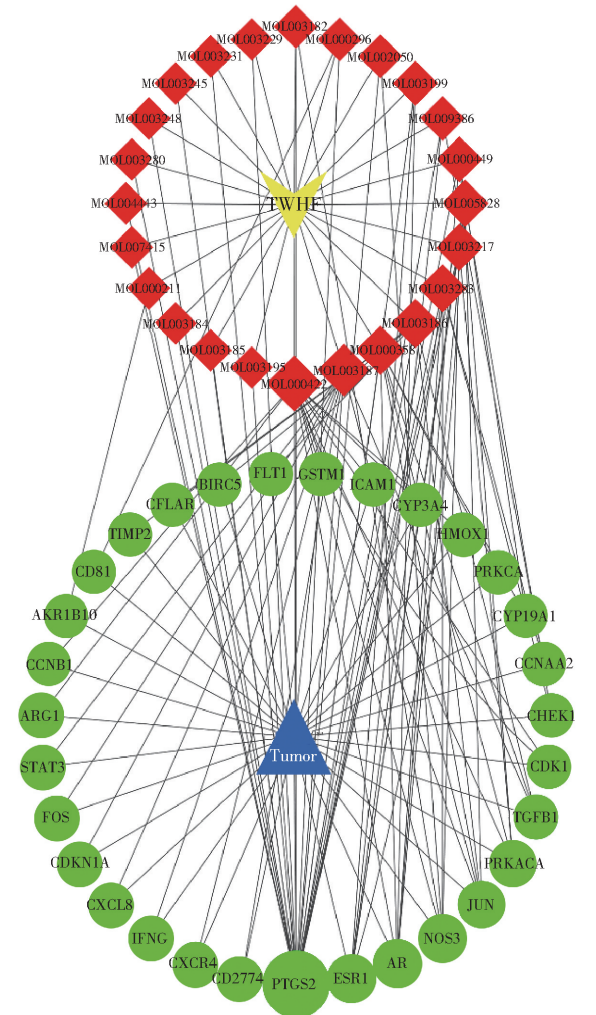 MOL003182
MOL003229
MOL000296
MOL003231
MOL002050
MOL003245
MOL003199
MOL003248
MOL009386
MOL003280
MOL000449
MOL004443
TWHF
MOL005828
MOL007415
MOL003217
MOL000211
MOL003283
MOL003184
MOL003186
MOL003185
MOL000358
MOL003195
MOL003187
MOL000422
BIRC5
FLT1
GSTM1
ICAM1
CFLAR
CYP3A4
TIMP2
HMOX1
CD81
PRKCA
AKR1B10
CYP19A1
CCNB1
CCNAA2
ARG1
CHEK1
Tumor
STAT3
CDK1
FOS
TGFB1
CDKN1A
PRKACA
CXCL8
JUN
IFNG
NOS3
CXCR4
AR
CD2774
PTGS2
ESR1